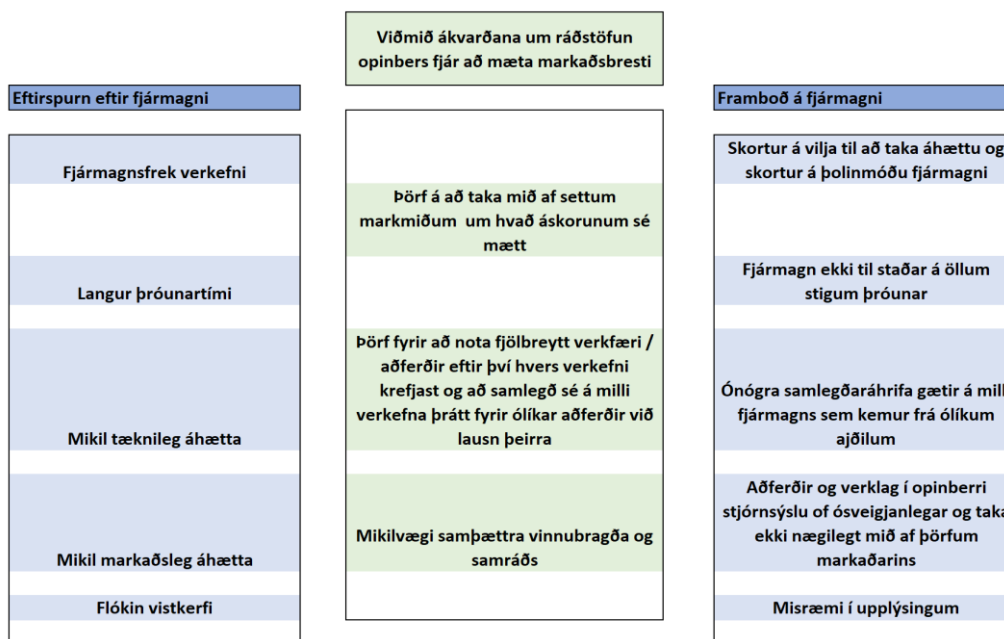 Viðmið ákvarðana um ráðstöfun
opinbers fjár að mæta markaðsbresti
Eftirspurn eftir fjármagni
Fjármagnsfrek verkefni
Langur þróunartími
Mikil tæknileg áhætta
Mikil markaðsleg áhætta
Flókin vistkerfi
Þörf á að taka mið af settum
markmiðum um hvað áskorunum sé
mætt
Þörf fyrir að nota fjölbreytt verkfæri /
aðferðir eftir því hvers verkefni
krefjast og að samlegð sé á milli
verkefna þrátt fyrir ólíkar aðferðir við
lausn þeirra
Mikilvægi samþættra vinnubragða og
samráðs
Framboð á fjármagni
Skortur á vilja til að taka áhættu og
skortur á þolinmóðu fjármagni
Fjármagn ekki til staðar á öllum
stigum þróunar
Ónógra samlegðaráhrifa gætir á mill
fjármagns sem kemur frá ólíkum
ajðilum
Aðferðir og verklag í opinberri
stjórnsýslu of ósveigjanlegar og taka
ekki nægilegt mið af þörfum
markaðarins
Misræmi í upplýsingum